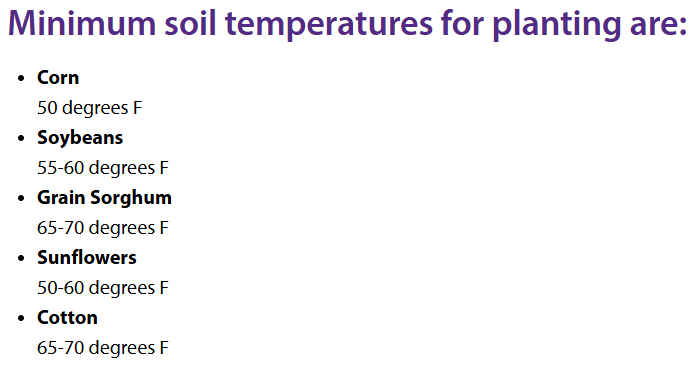 Minimum soil temperatures for planting are:
• Corn
50 degrees F
• Soybeans
55-60 degrees F
• Grain Sorghum
65-70 degrees F
• Sunflowers
50-60 degrees F
• Cotton
65-70 degrees F